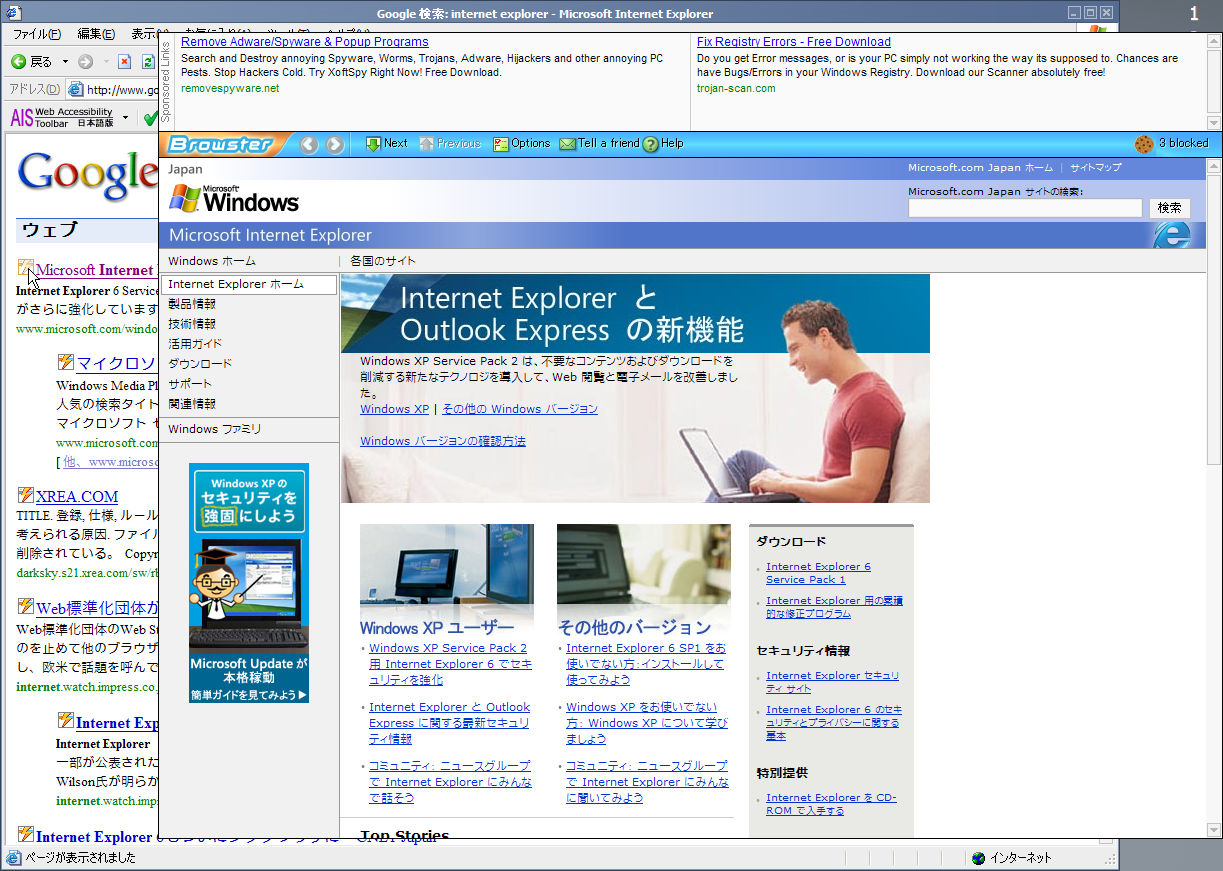 Google 検索: internet explorer - Microsoft Internet Explorer
1
ファイル(F) 編集(E)
戻る
アドレス(D) http://www.go
AIS Web Accessibility Toolbar 日本語版
Google
ウェブ
Microsoft Internet
Internet Explorer 6 Service
がさらに強化しています
www.microsoft.com/windo
マイクロソ
Windows Media Pl
人気の検索タイト
マイクロソフト
www.microsoft.com
[ 他、www.micros
XREA.COM
TITLE. 登録, 仕様, ルール
考えられる原因. ファイル
削除されている。 Copyr
darksky.s21.xrea.com/sw/rb
Web標準化団体が
Web標準化団体のWeb St
のを止めて他のブラウザ
し、欧米で話題を呼んで
internet.watch.impress.co.
Internet Exp
Internet Explorer
一部が公表された
Wilson氏が明らか
internet.watch.imp
Internet Explorer 6
ページが表示されました
インターネット
Sponsored Links
Remove Adware/Spyware & Popup Programs
Search and Destroy annoying Spyware, Worms, Trojans, Adware, Hijackers and other annoying PC
Pests. Stop Hackers Cold. Try XoftSpy Right Now! Free Download.
removespyware.net
Fix Registry Errors - Free Download
Do you get Error messages, or is your PC simply not working the way its supposed to. Chances are
have Bugs/Errors in your Windows Registry. Download our Scanner absolutely free!
trojan-scan.com
Browster
Next Previous Options Tell a friend Help
3 blocked
Japan
Microsoft.com Japan ホーム | サイトマップ
Microsoft Windows
Microsoft.com Japan サイトの検索:
検索
Microsoft Internet Explorer
Windows ホーム | 各国のサイト
Internet Explorer ホーム
製品情報
技術情報
活用ガイド
ダウンロード
サポート
関連情報
Windows ファミリ
Windows XP の
セキュリティを
強固にしよう
Microsoft Update が
本格稼動
簡単ガイドを見てみよう
Internet Explorer と
Outlook Express の新機能
Windows XP Service Pack 2 は、不要なコンテンツおよびダウンロードを
削減する新たなテクノロジを導入して、Web 閲覧と電子メールを改善しまし
た。
Windows XP | その他の Windows バージョン
Windows バージョンの確認方法
Windows XP ユーザー
・Windows XP Service Pack 2
用 Internet Explorer 6 でセキ
ュリティを強化
・Internet Explorer と Outlook
Express に関する最新セキュリ
ティ情報
・コミュニティ: ニュースグループ
で Internet Explorer にみんな
で話そう
その他のバージョン
・Internet Explorer 6 SP1 をお
使いでない方:インストールして
使ってみよう
・Windows XP をお使いでない
方: Windows XP について学び
ましょう
・コミュニティ: ニュースグループ
で Internet Explorer にみんな
に聞いてみよう
ダウンロード
Internet Explorer 6
Service Pack 1
Internet Explorer 用の累積
的な修正プログラム
セキュリティ情報
Internet Explorer セキュリ
ティ サイト
Internet Explorer 6 のセキ
ュリティとプライバシーに関する
基本
特別提供
Internet Explorer を CD-
ROM で入手する
Top Stories